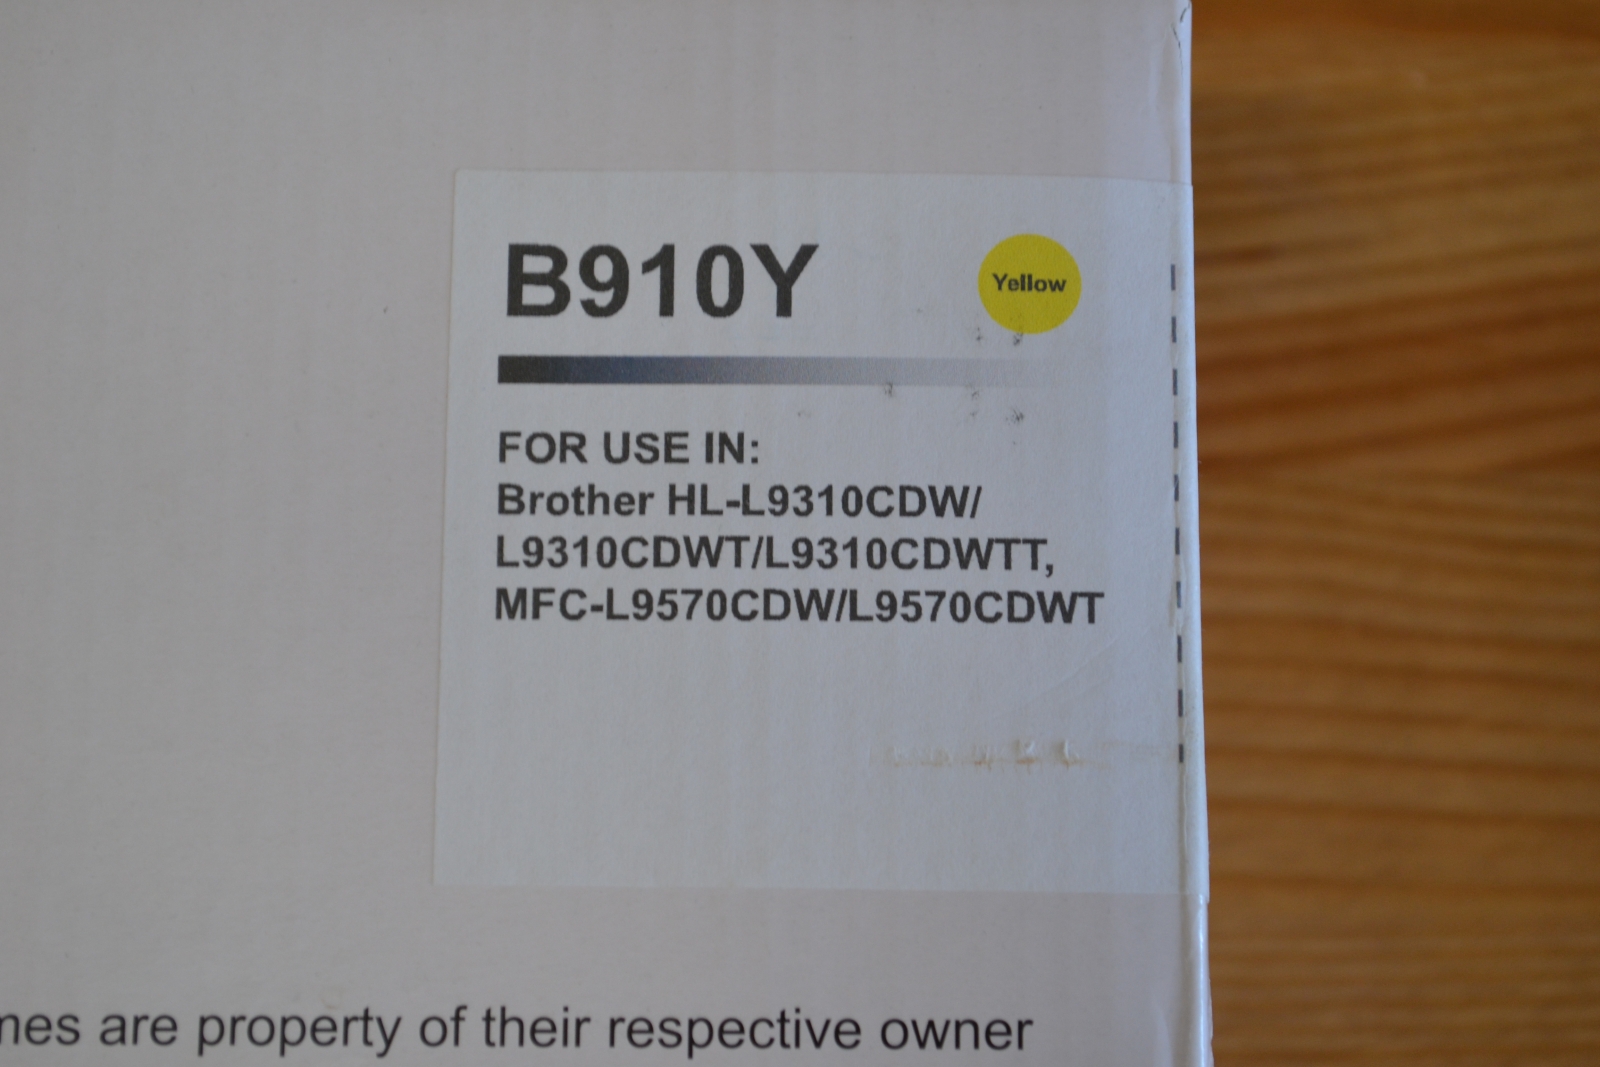 B910Y
Yellow
FOR USE IN:
Brother HL-L9310CDW/
L9310CDWT/L9310CDWTT,
MFC-L9570CDW/L9570CDWT
are property of their respective owner